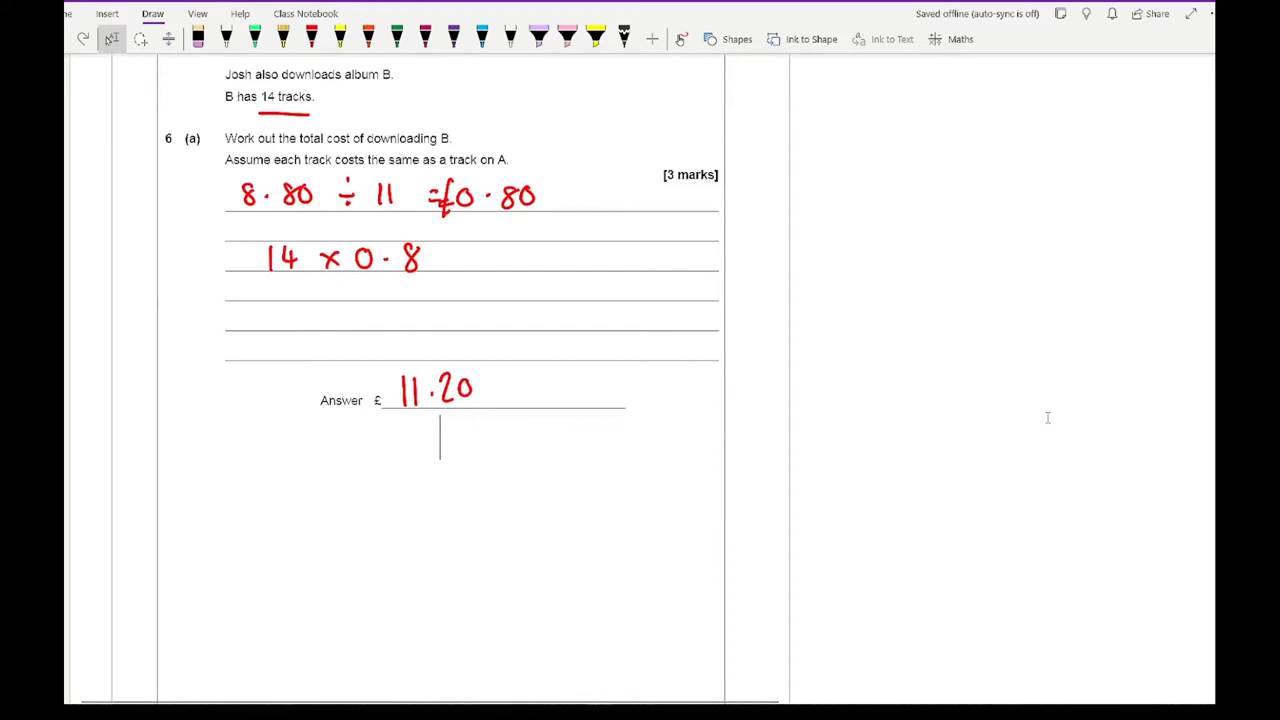 Insert Draw View Help Class Notebook Saved offline (auto-sync is off) Share
Shapes Ink to Shape Ink to Text Maths
Josh also downloads album B.
B has 14 tracks.
6 (a) Work out the total cost of downloading B.
Assume each track costs the same as a track on A.
[3 marks]
8.80 ÷ 11 = £0.80
14 × 0.8
Answer £ 11.20